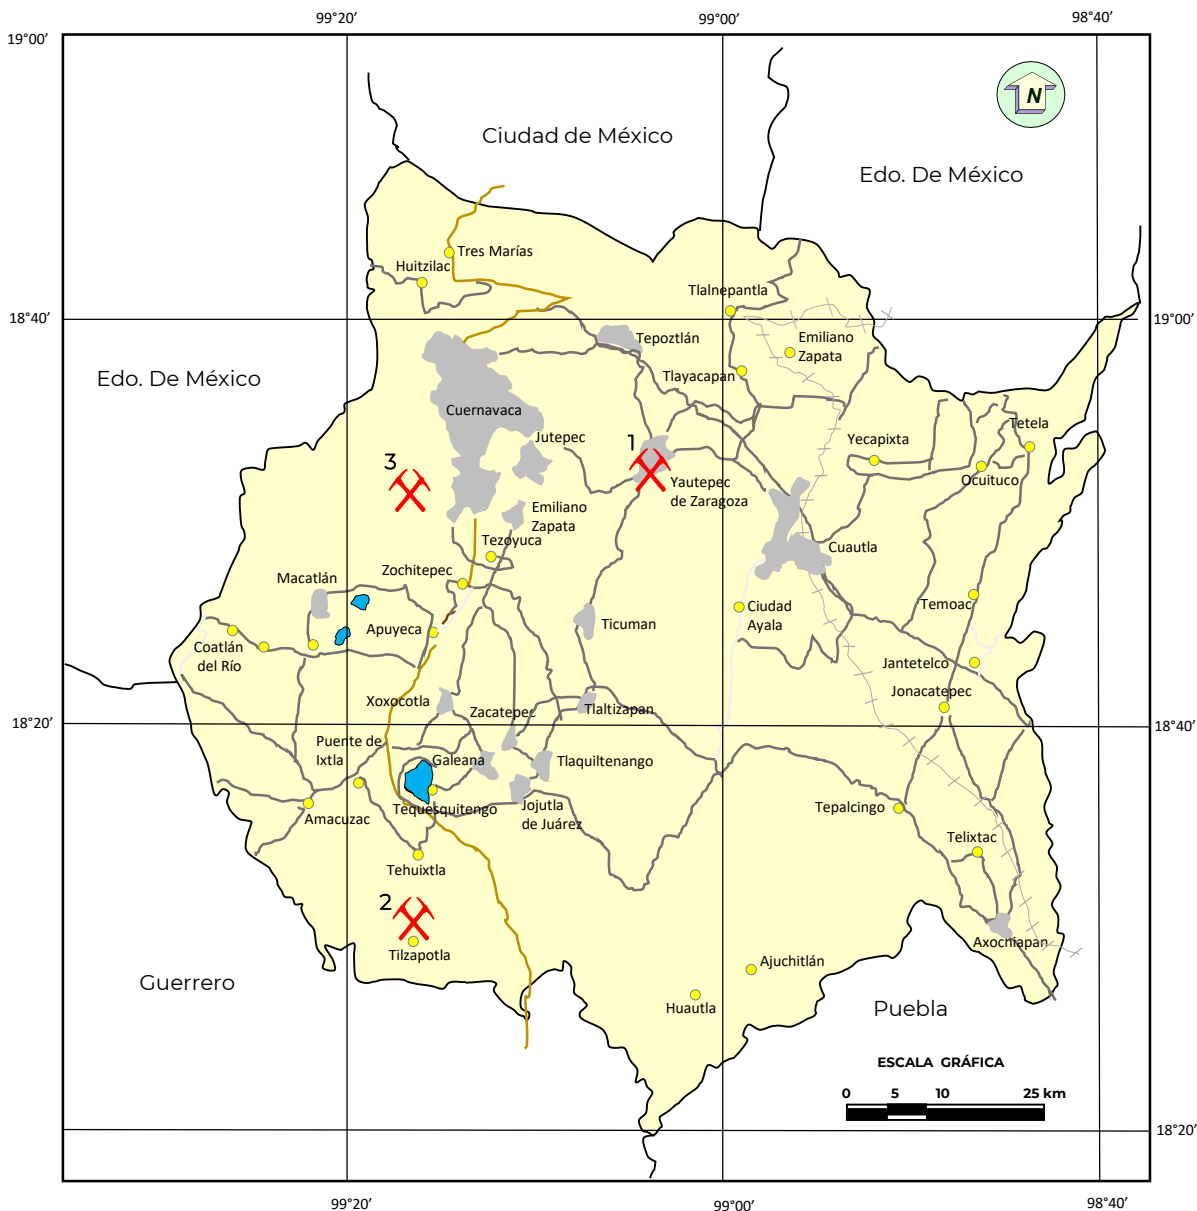 99°20’
99°00’
98°40’
19°00’
N
Ciudad de México
Edo. De México
Tres Marías
Huitzilac
Tlalnepantla
18°40’
19°00’
Tepoztlán
Emiliano
Zapata
Edo. De México
Tlayacapan
Cuernavaca
Tetela
Jutepec
1
Yecapixta
3
Ocuituco
Yautepec
de Zaragoza
Emiliano
Zapata
Tezoyuca
Cuautla
Zochitepec
Macatlán
Temoac
Ciudad
Ayala
Apuyeca
Ticuman
Coatlán
del Río
Jantetelco
Jonacatepec
Xoxocotla
Zacatepec
Tlaltizapan
18°20’
18°40’
Puente de
Ixtla
Galeana
Tlaquiltenango
Tequesquitengo
Jojutla
de Juárez
Amacuzac
Tepalcingo
Telixtac
Tehuixtla
2
Axochiapan
Tilzapotla
Ajuchitlán
Guerrero
Huautla
Puebla
ESCALA GRÁFICA
0 5 10 25 km
18°20’
99°20’
99°00’
98°40’